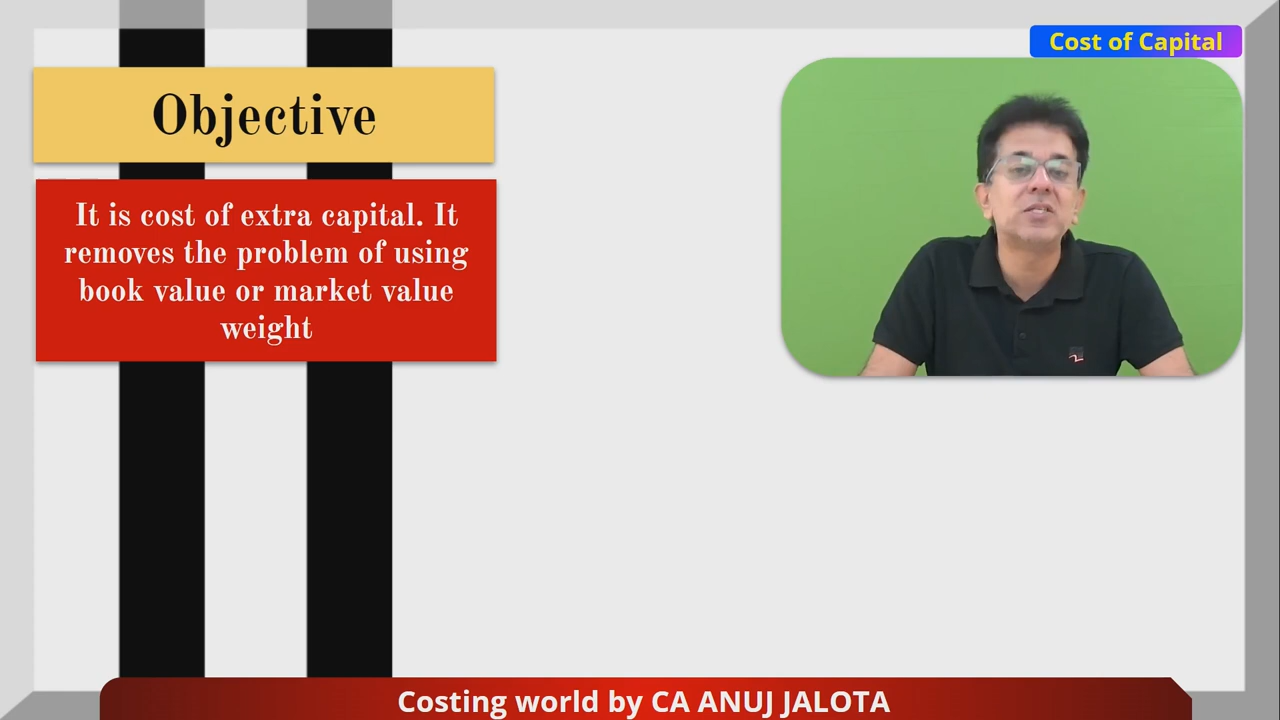 Cost of Capital
Objective
It is cost of extra capital. It
removes the problem of using
book value or market value
weight
Costing world by CA ANUJ JALOTA